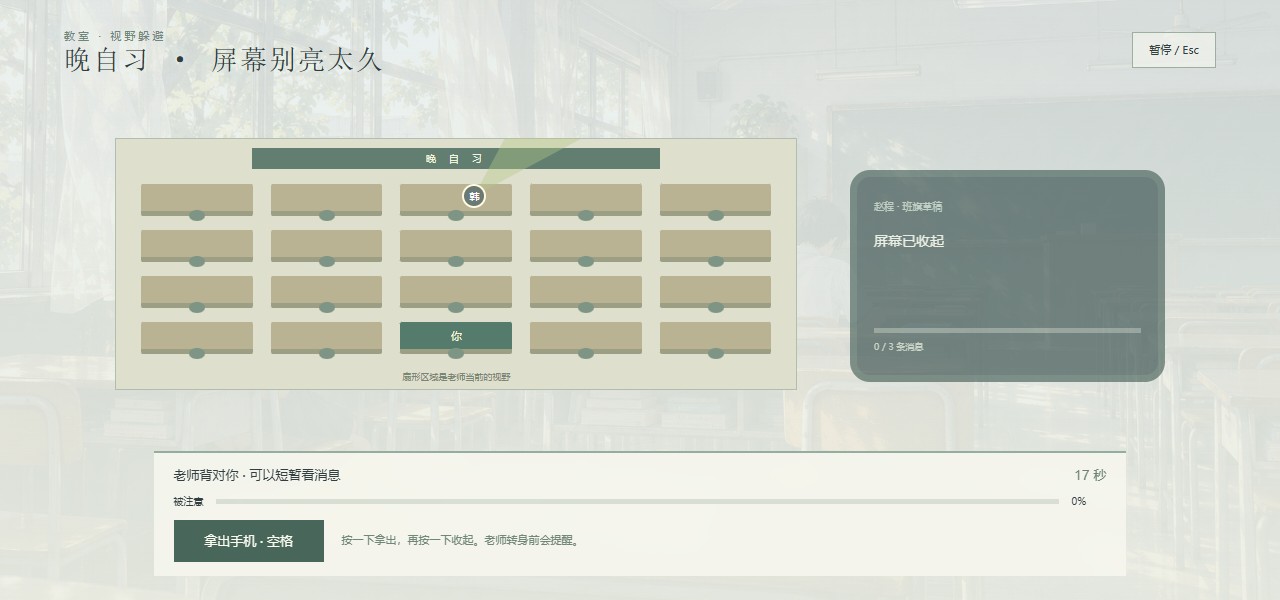 教室 · 视野躲避
晚自习 • 屏幕别亮太久
暂停 / Esc
晚 自 习
韩
你
扇形区域是老师当前的视野
赵程 · 班旗草稿
屏幕已收起
0 / 3 条消息
老师背对你 · 可以短暂看消息
17 秒
被注意
0%
拿出手机 · 空格
按一下拿出，再按一下收起。老师转身前会提醒。